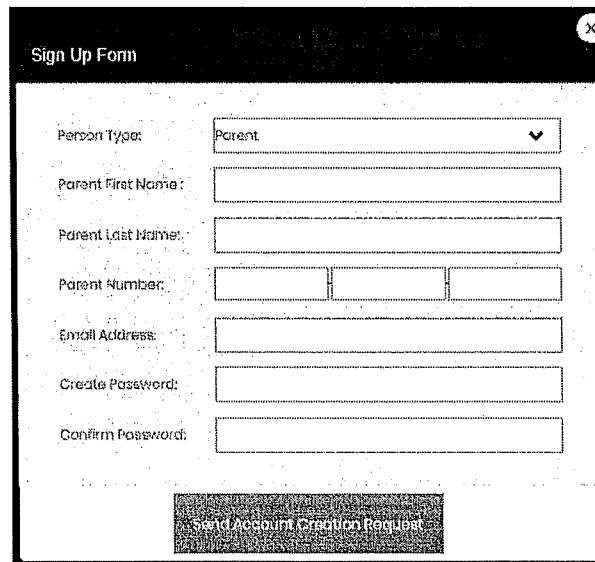 Sign Up Form
Person Type: Parent
Parent First Name:
Parent Last Name:
Parent Number: - -
Email Address:
Create Password:
Confirm Password:
Send Account Creation Request